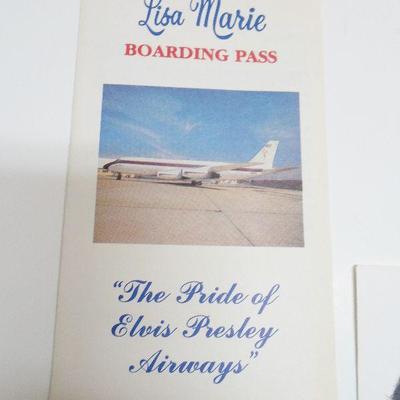 Lisa Marie
BOARDING PASS
"The Pride of
Elvis Presley
Airways"